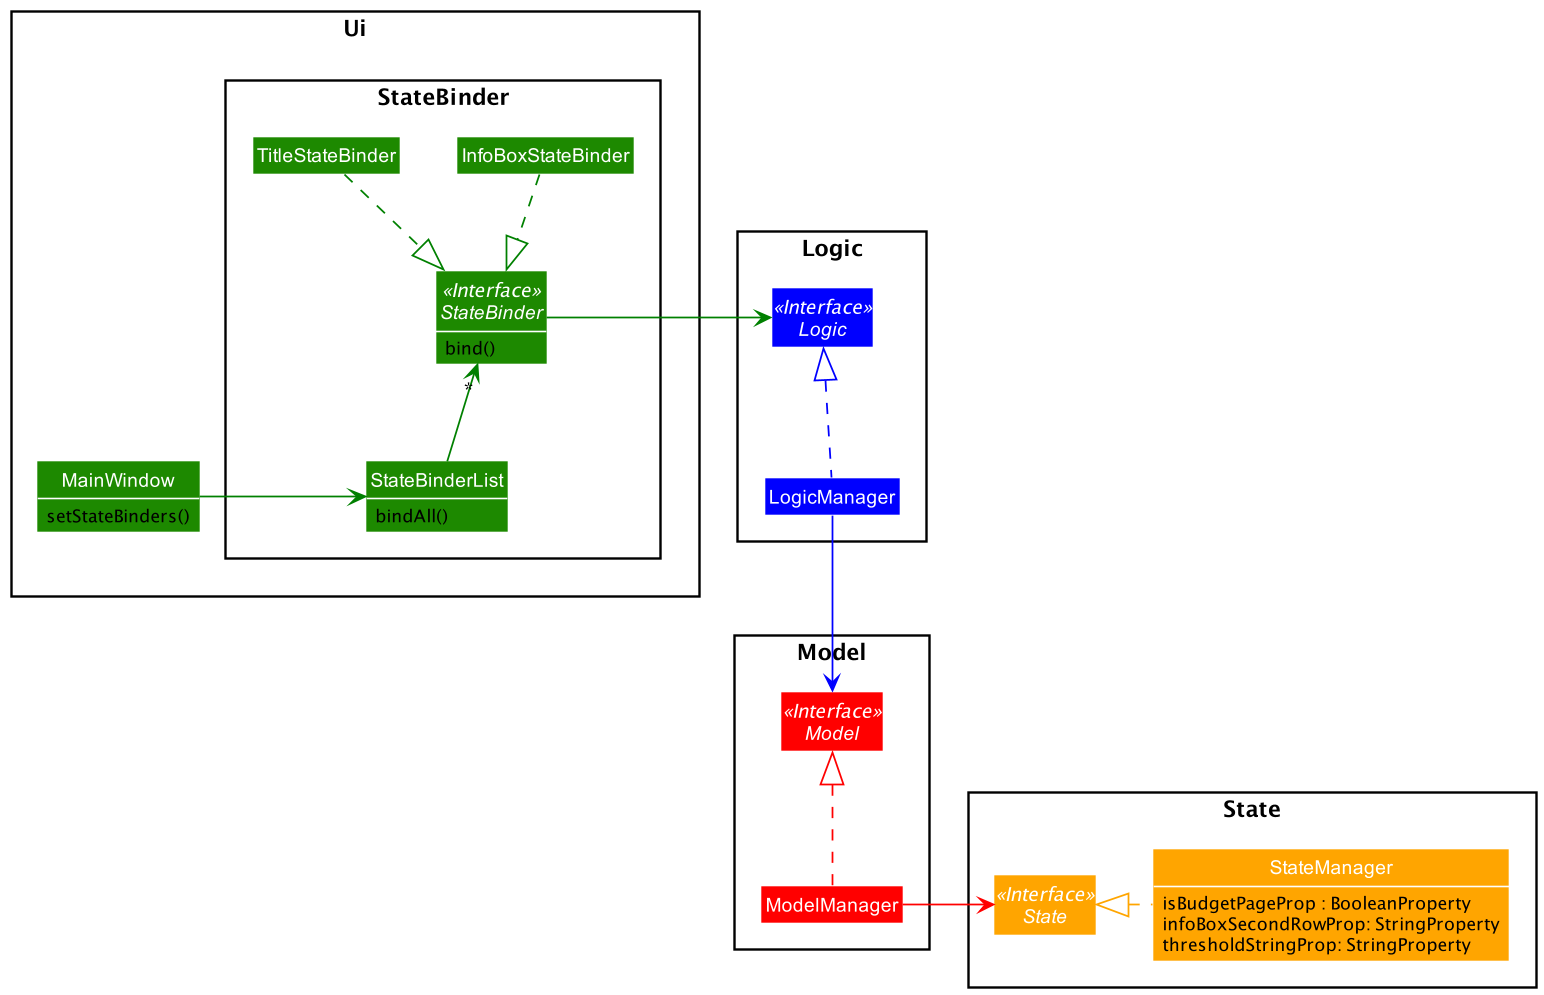 Ui
StateBinder
TitleStateBinder
InfoBoxStateBinder
«Interface»
StateBinder
bind()
*
MainWindow
setStateBinders()
StateBinderList
bindAll()
Logic
«Interface»
Logic
LogicManager
Model
«Interface»
Model
ModelManager
State
«Interface»
State
StateManager
isBudgetPageProp : BooleanProperty
infoBoxSecondRowProp: StringProperty
thresholdStringProp: StringProperty